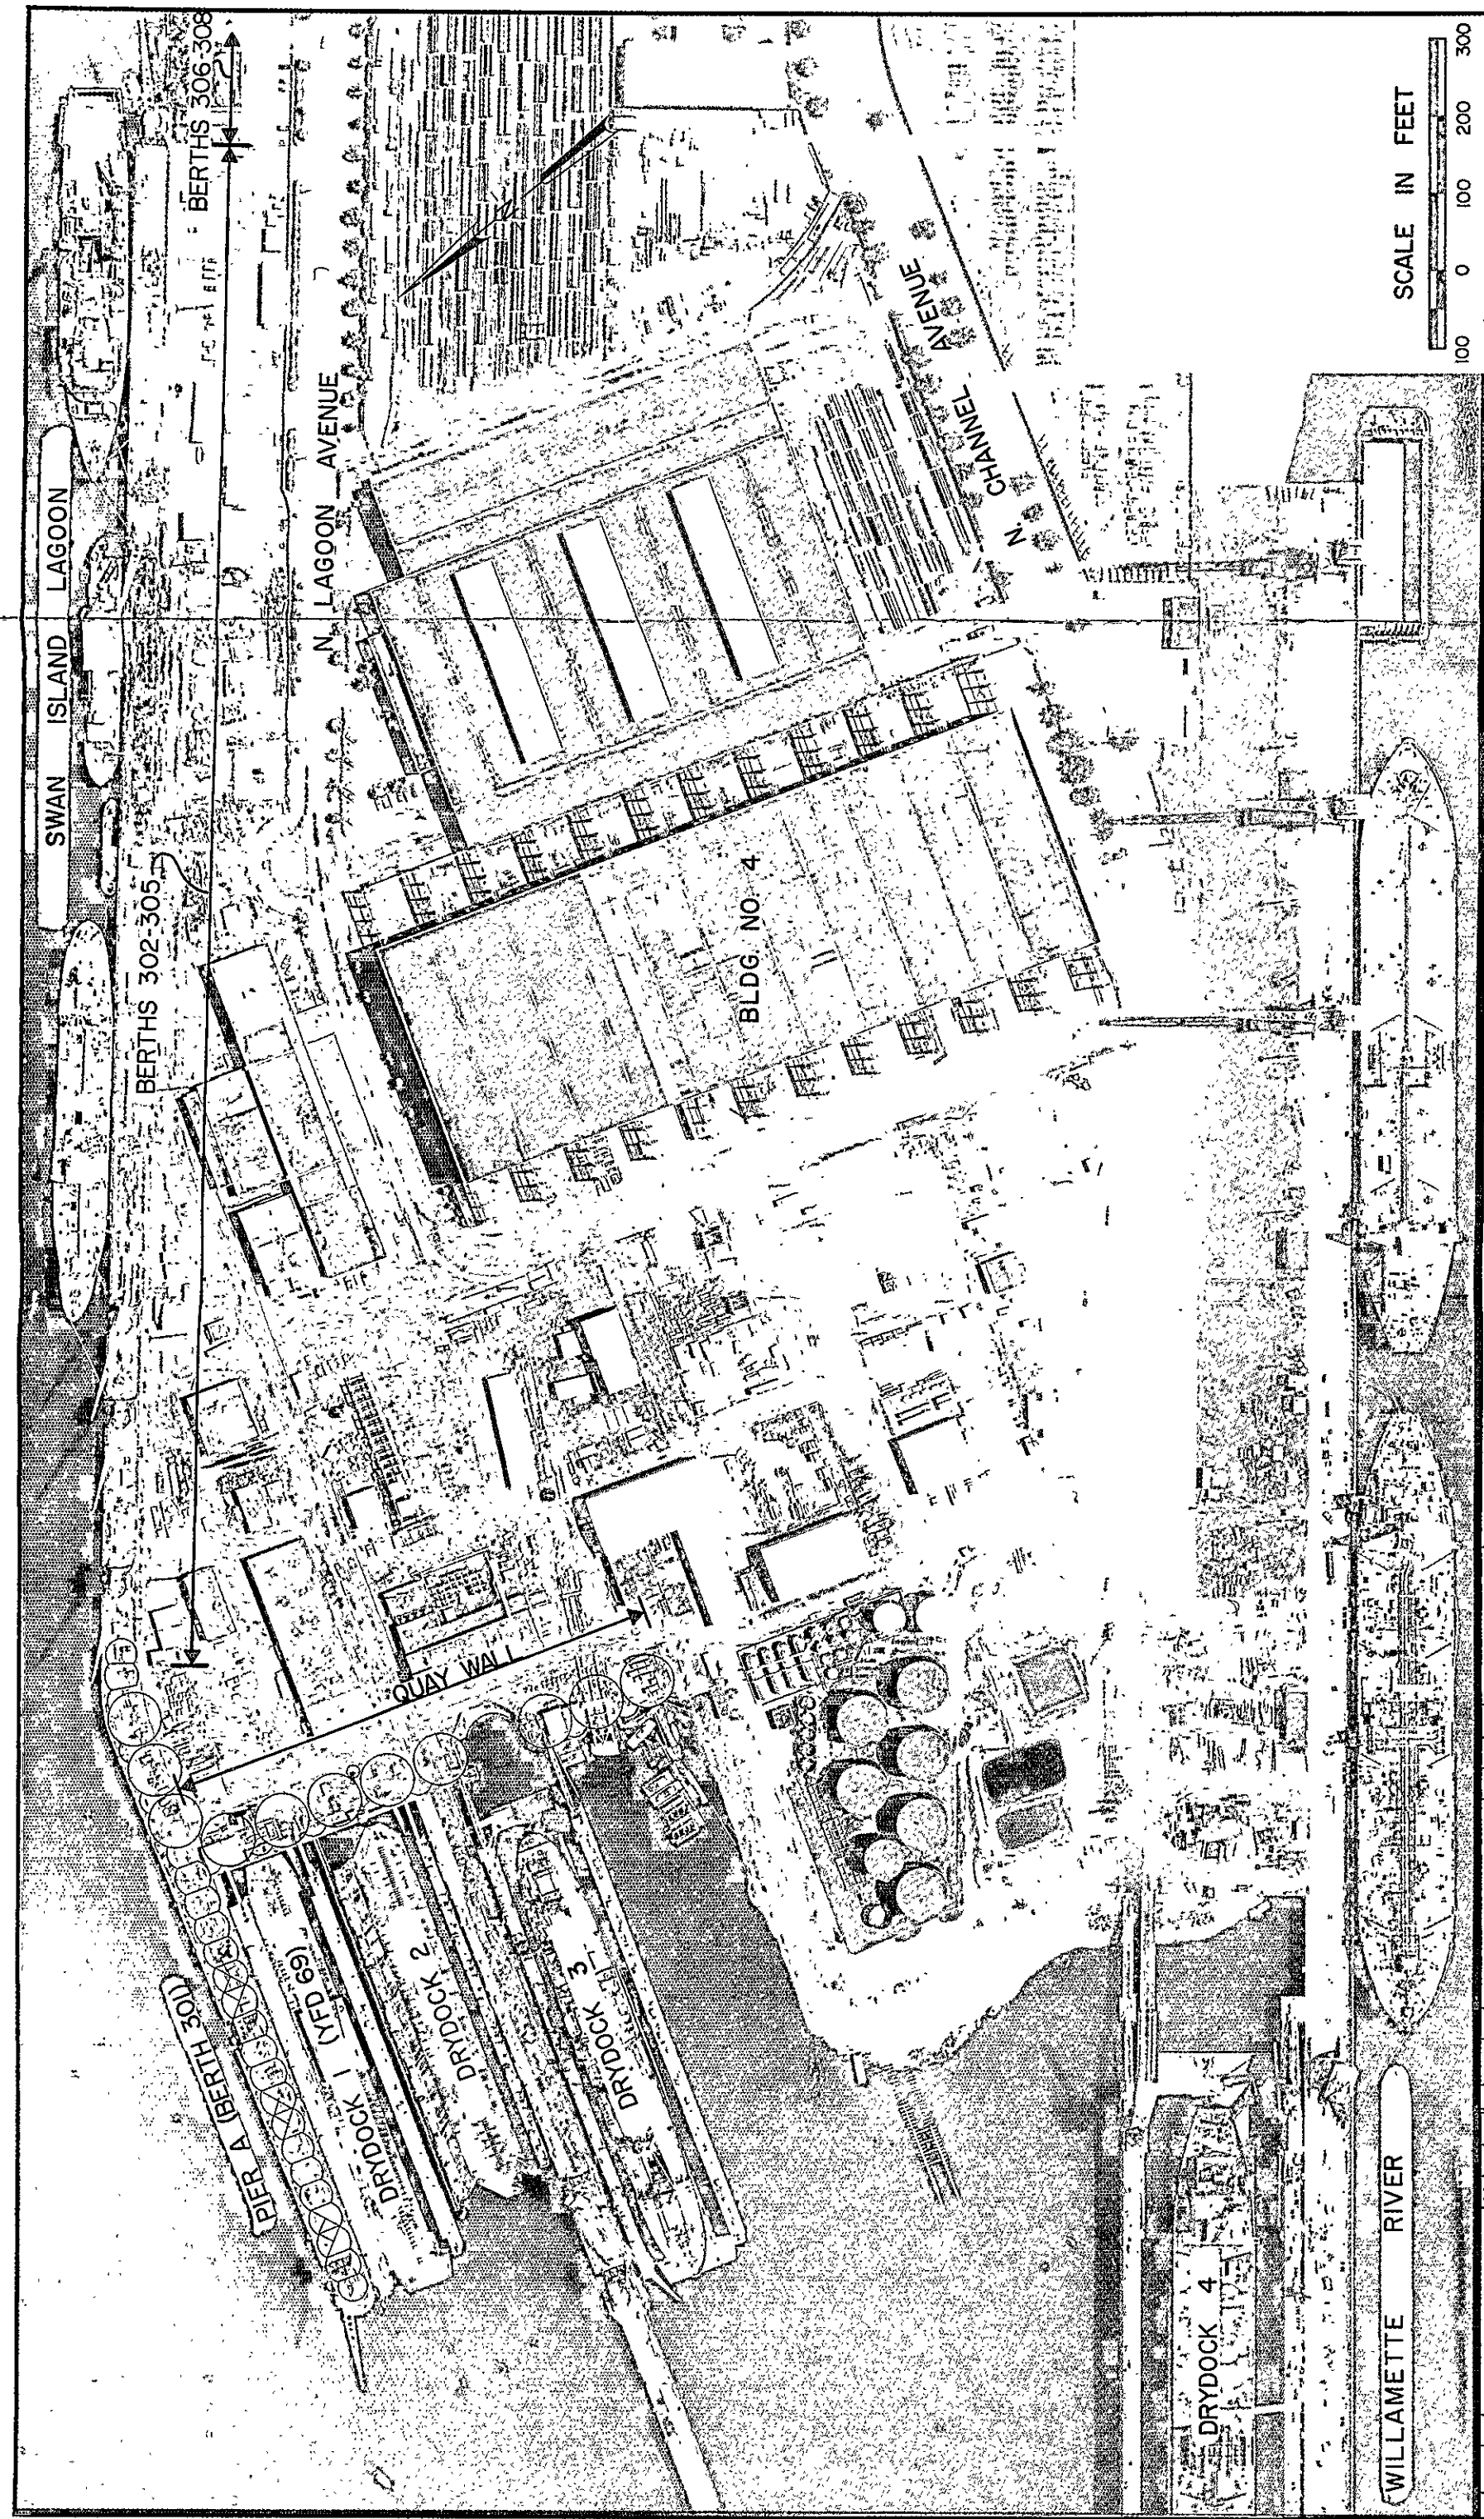 SWAN ISLAND LAGOON
BERTHS 306-308
BERTHS 302-305
N LAGOON AVENUE
N. CHANNEL AVENUE
BLDG. NO. 4
QUAY WALL
PIER A (BERTH 301)
DRYDOCK 1 (YFD 69)
DRYDOCK 2
DRYDOCK 3
DRYDOCK 4
WILLAMETTE RIVER
SCALE IN FEET
100 0 100 200 300